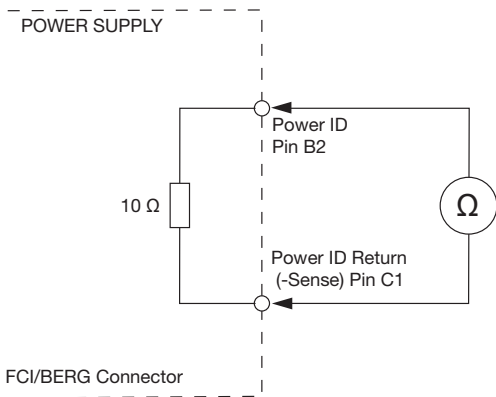 POWER SUPPLY
Power ID
Pin B2
10 Ω
Ω
Power ID Return
(-Sense) Pin C1
FCI/BERG Connector